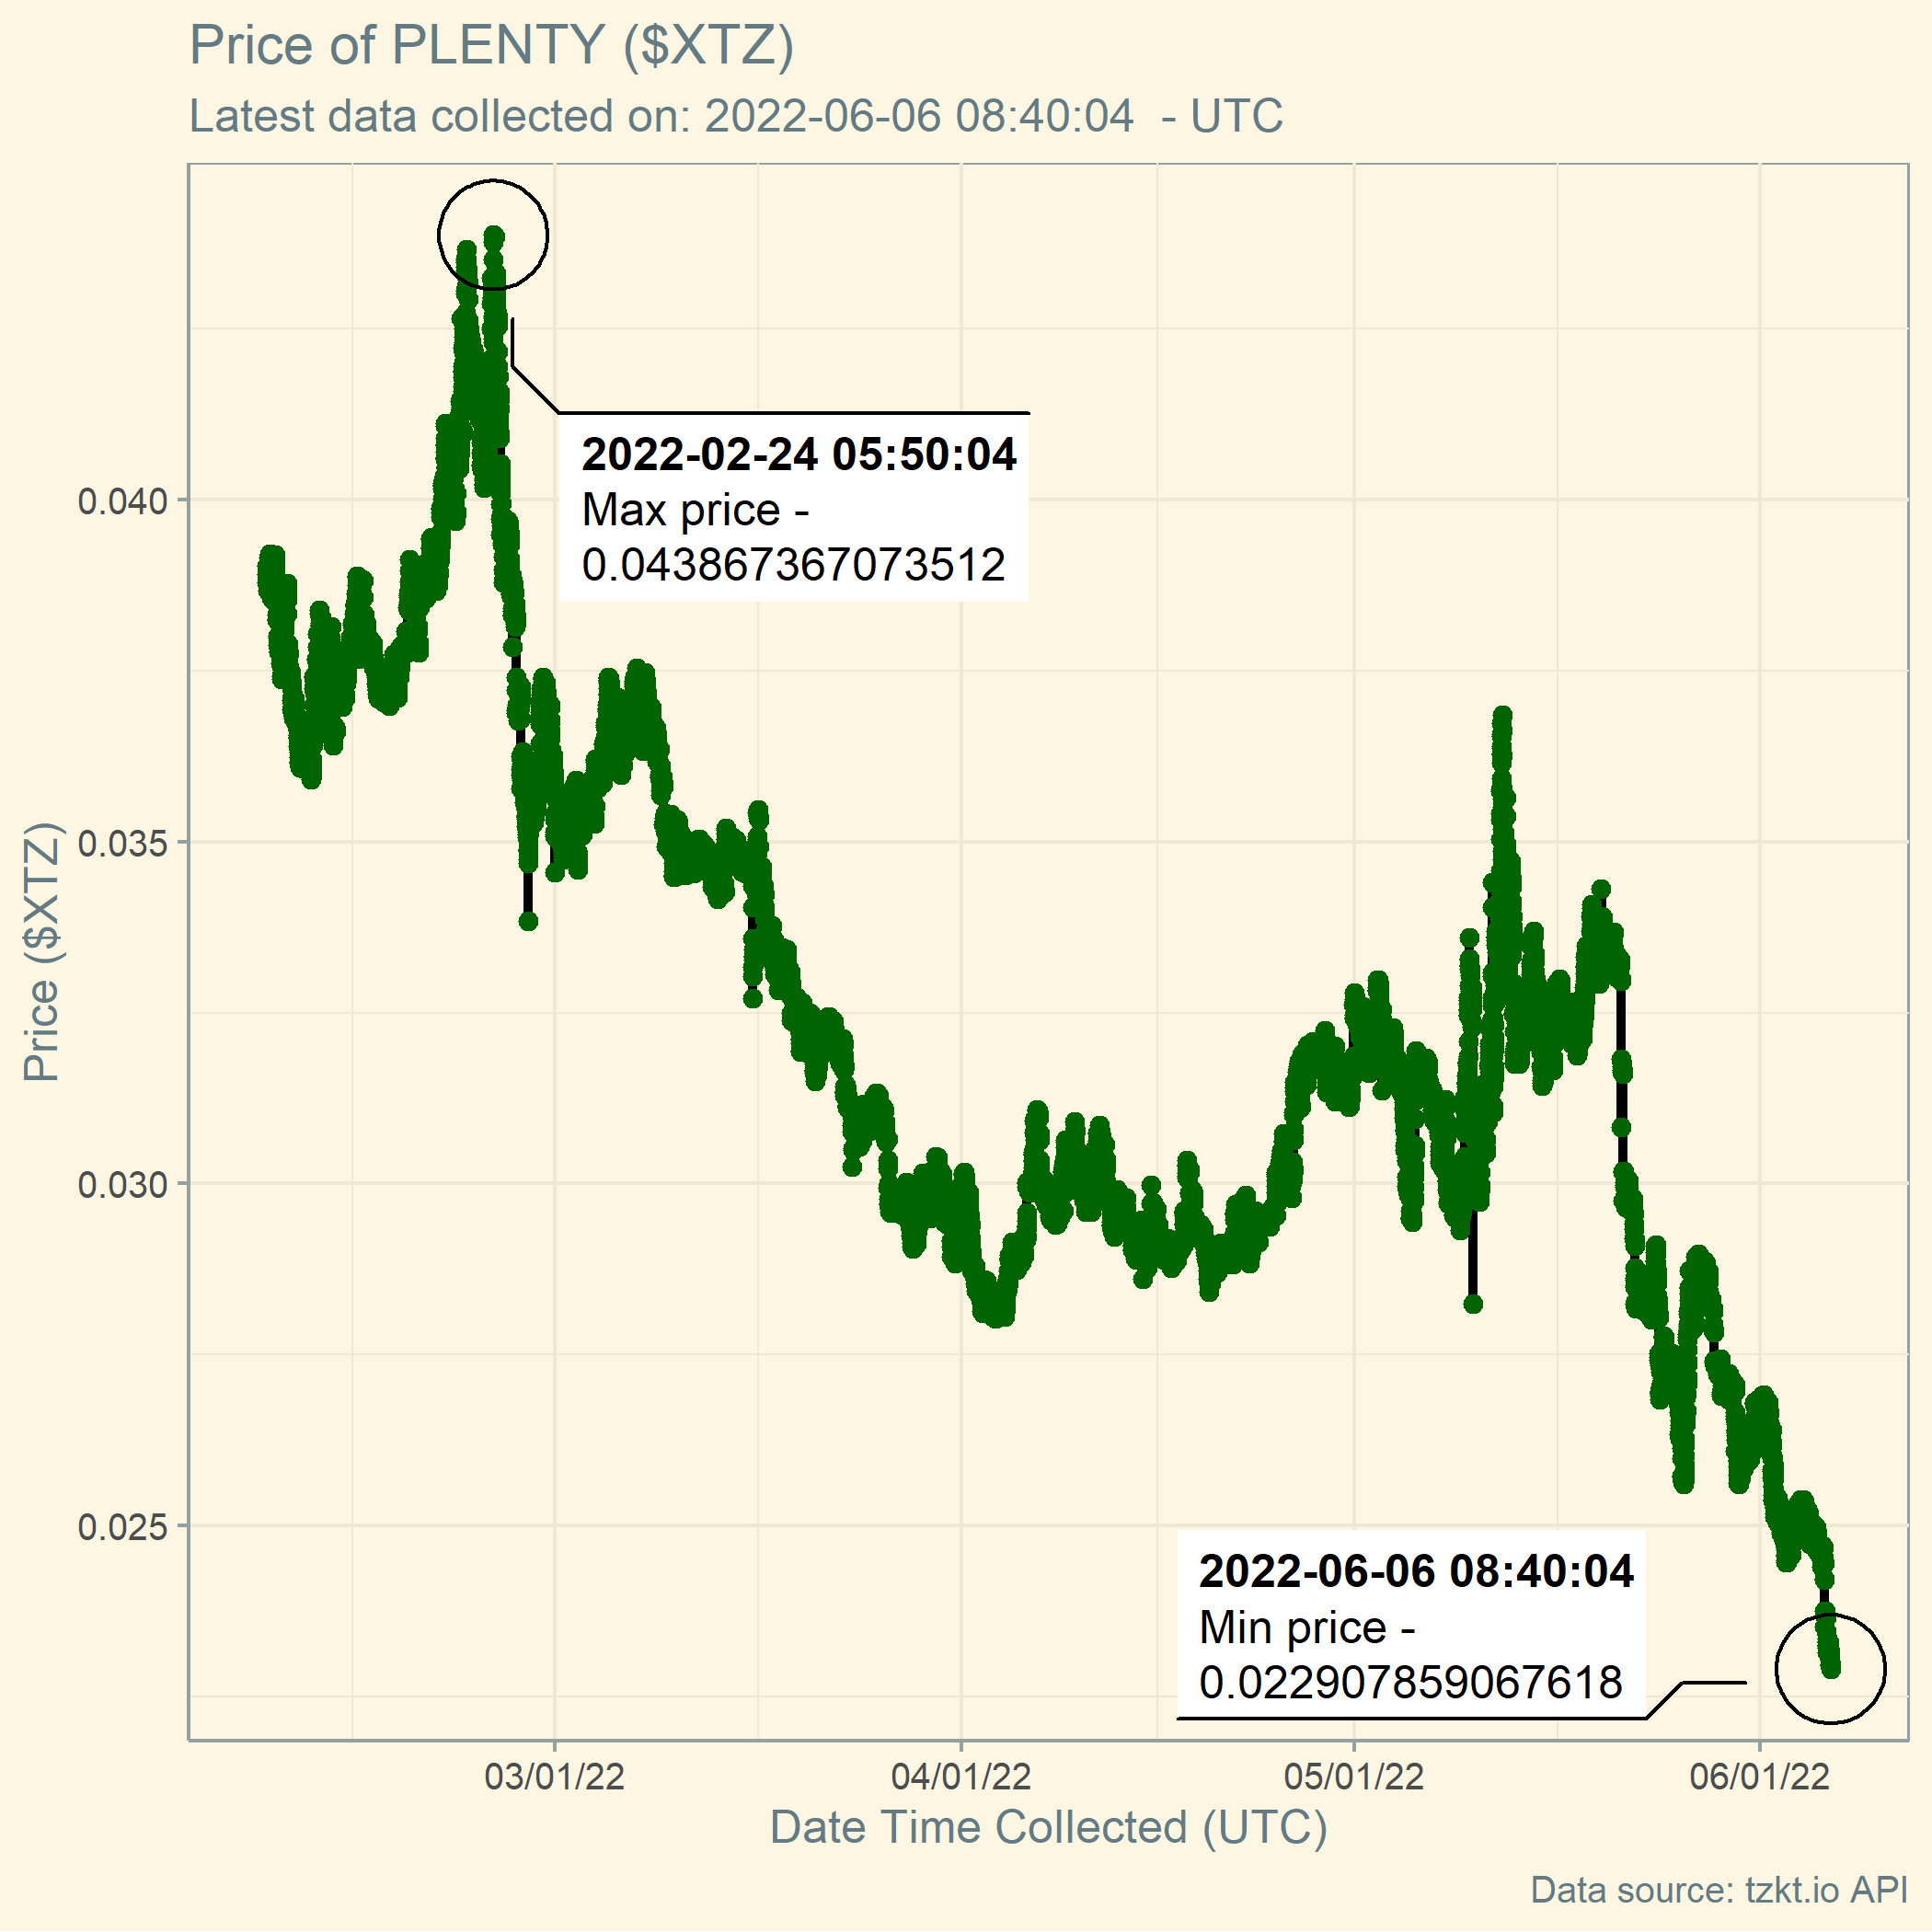 Price of PLENTY ($XTZ)
Latest data collected on: 2022-06-06 08:40:04  - UTC
2022-02-24 05:50:04
Max price -
0.043867367073512
0.040
0.035
0.030
0.025
Price ($XTZ)
2022-06-06 08:40:04
Min price -
0.022907859067618
03/01/22
04/01/22
05/01/22
06/01/22
Date Time Collected (UTC)
Data source: tzkt.io API